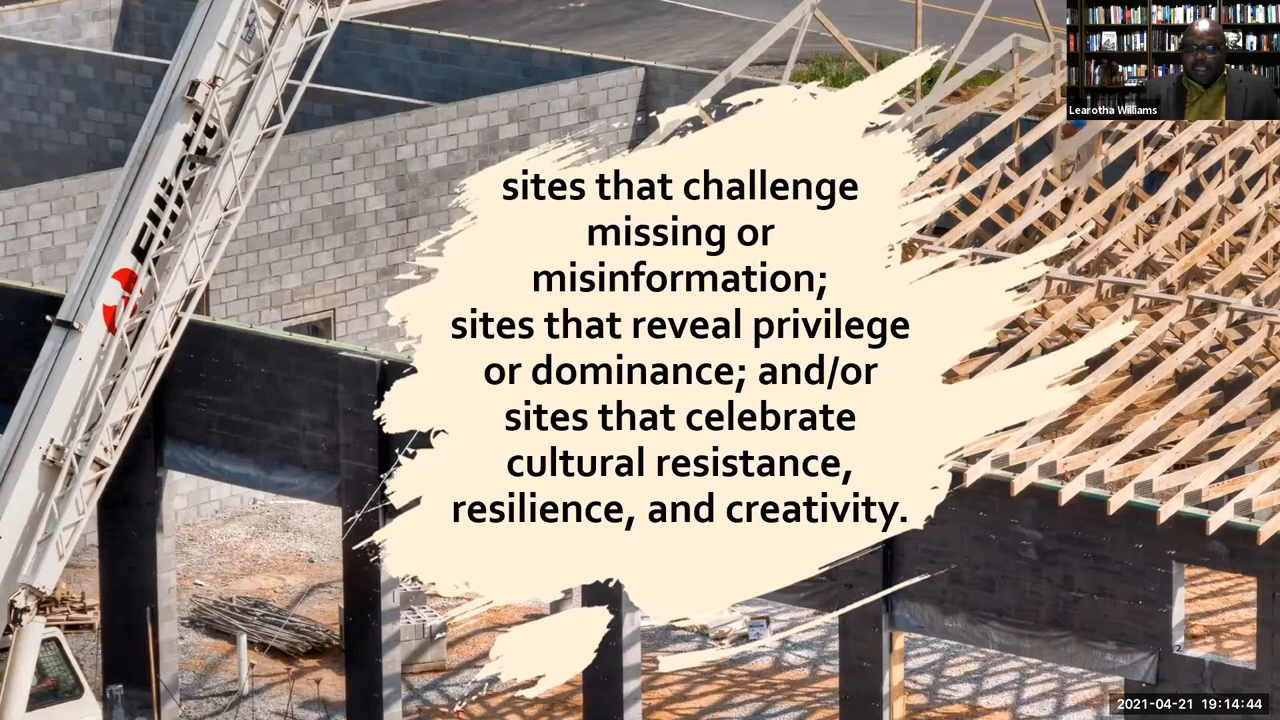 Elliott
Learotha Williams
sites that challenge
missing or
misinformation;
sites that reveal privilege
or dominance; and/or
sites that celebrate
cultural resistance,
resilience, and creativity.
2021-04-21 19:14:44